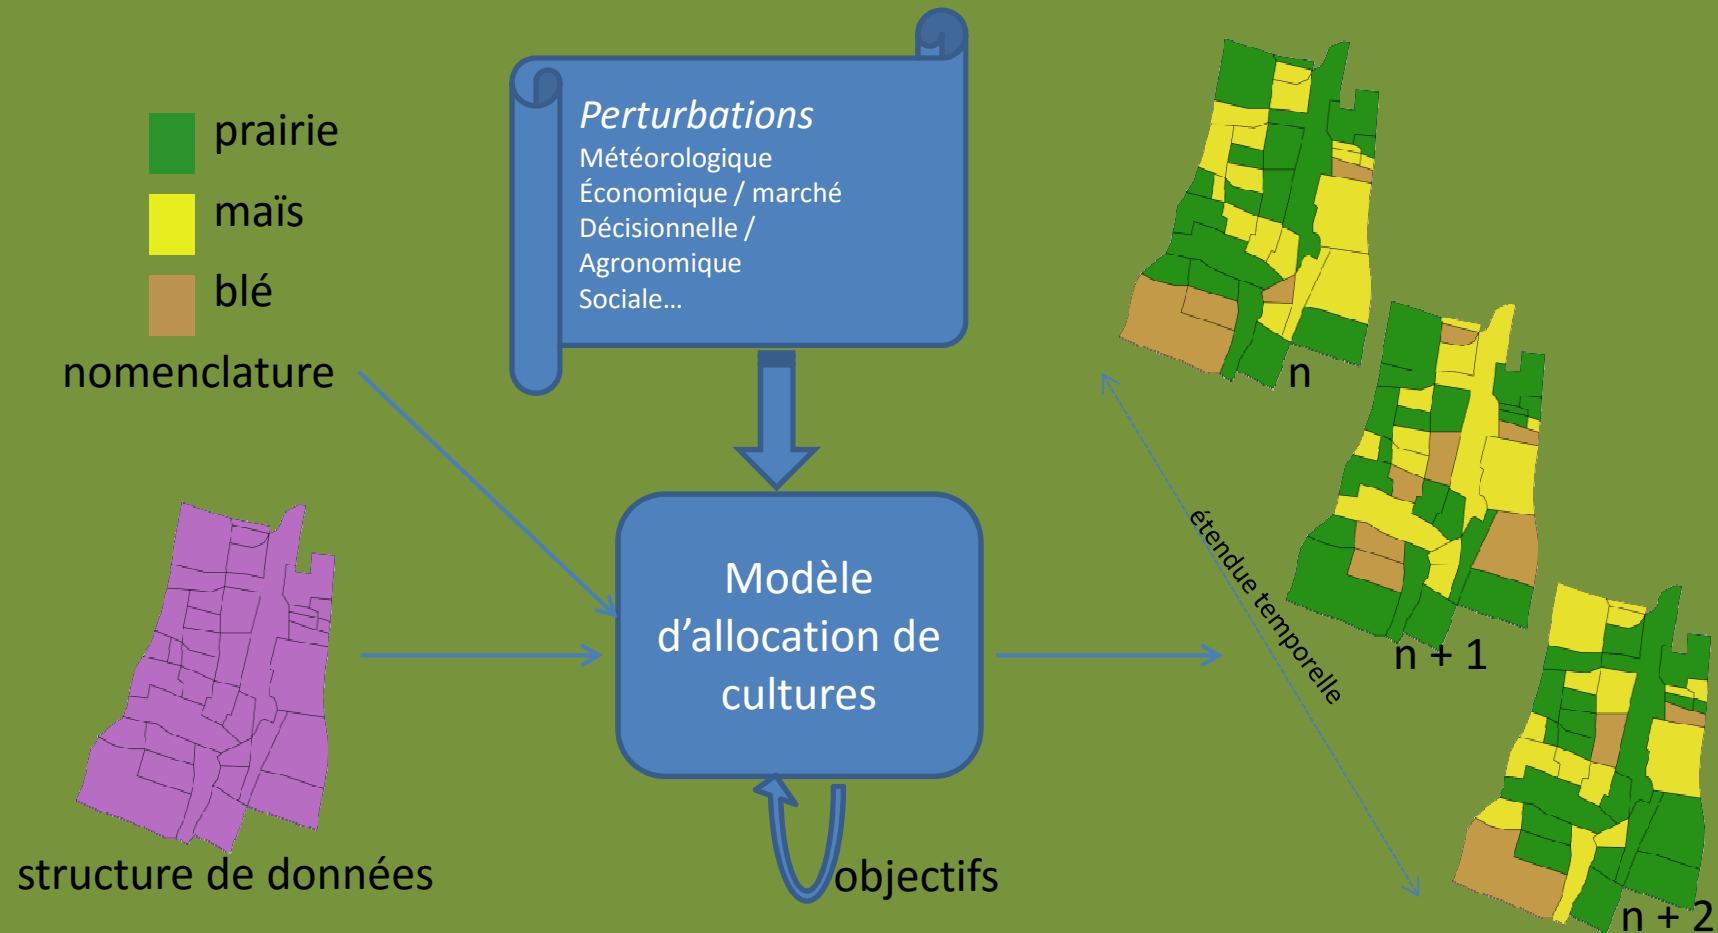 prairie
maïs
blé
nomenclature
Perturbations
Météorologique
Économique / marché
Décisionnelle /
Agronomique
Sociale...
structure de données
Modèle
d’allocation de
cultures
objectifs
n
n + 1
n + 2
étendue temporelle